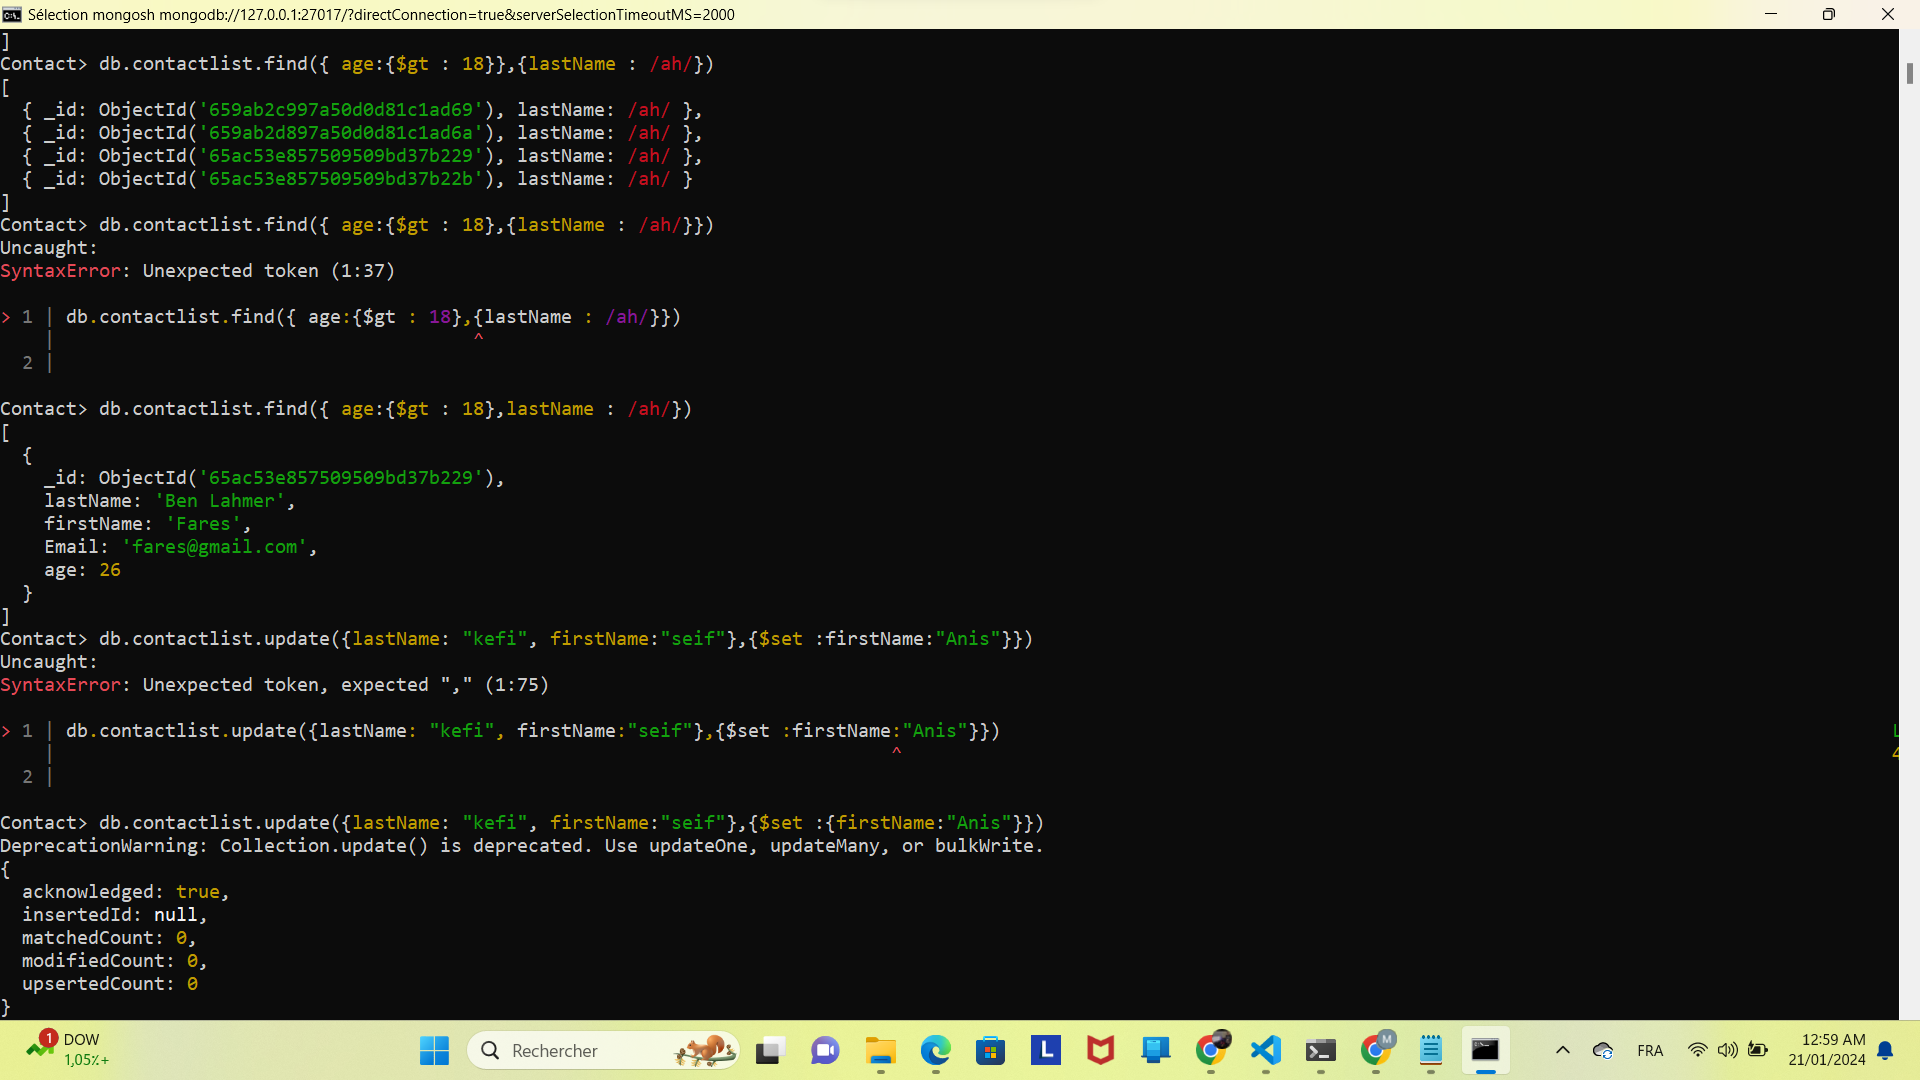 Sélection mongosh mongodb://127.0.0.1:27017/?directConnection=true&serverSelectionTimeoutMS=2000
]
Contact> db.contactlist.find({ age:{$gt : 18}},{lastName : /ah/})
[
  { _id: ObjectId('659ab2c997a50d0d81c1ad69'), lastName: /ah/ },
  { _id: ObjectId('659ab2d897a50d0d81c1ad6a'), lastName: /ah/ },
  { _id: ObjectId('65ac53e857509509bd37b229'), lastName: /ah/ },
  { _id: ObjectId('65ac53e857509509bd37b22b'), lastName: /ah/ }
]
Contact> db.contactlist.find({ age:{$gt : 18},{lastName : /ah/}})
Uncaught:
SyntaxError: Unexpected token (1:37)
> 1 | db.contactlist.find({ age:{$gt : 18},{lastName : /ah/}})
    |                                      ^
  2 |
Contact> db.contactlist.find({ age:{$gt : 18},lastName : /ah/})
[
  {
    _id: ObjectId('65ac53e857509509bd37b229'),
    lastName: 'Ben Lahmer',
    firstName: 'Fares',
    Email: 'fares@gmail.com',
    age: 26
  }
]
Contact> db.contactlist.update({lastName: "kefi", firstName:"seif"},{$set :firstName:"Anis"}})
Uncaught:
SyntaxError: Unexpected token, expected "," (1:75)
> 1 | db.contactlist.update({lastName: "kefi", firstName:"seif"},{$set :firstName:"Anis"}})
    |                                                                            ^
  2 |
Contact> db.contactlist.update({lastName: "kefi", firstName:"seif"},{$set :{firstName:"Anis"}})
DeprecationWarning: Collection.update() is deprecated. Use updateOne, updateMany, or bulkWrite.
{
  acknowledged: true,
  insertedId: null,
  matchedCount: 0,
  modifiedCount: 0,
  upsertedCount: 0
}
1
DOW
1,05%+
Rechercher
L
M
FRA
12:59 AM
21/01/2024